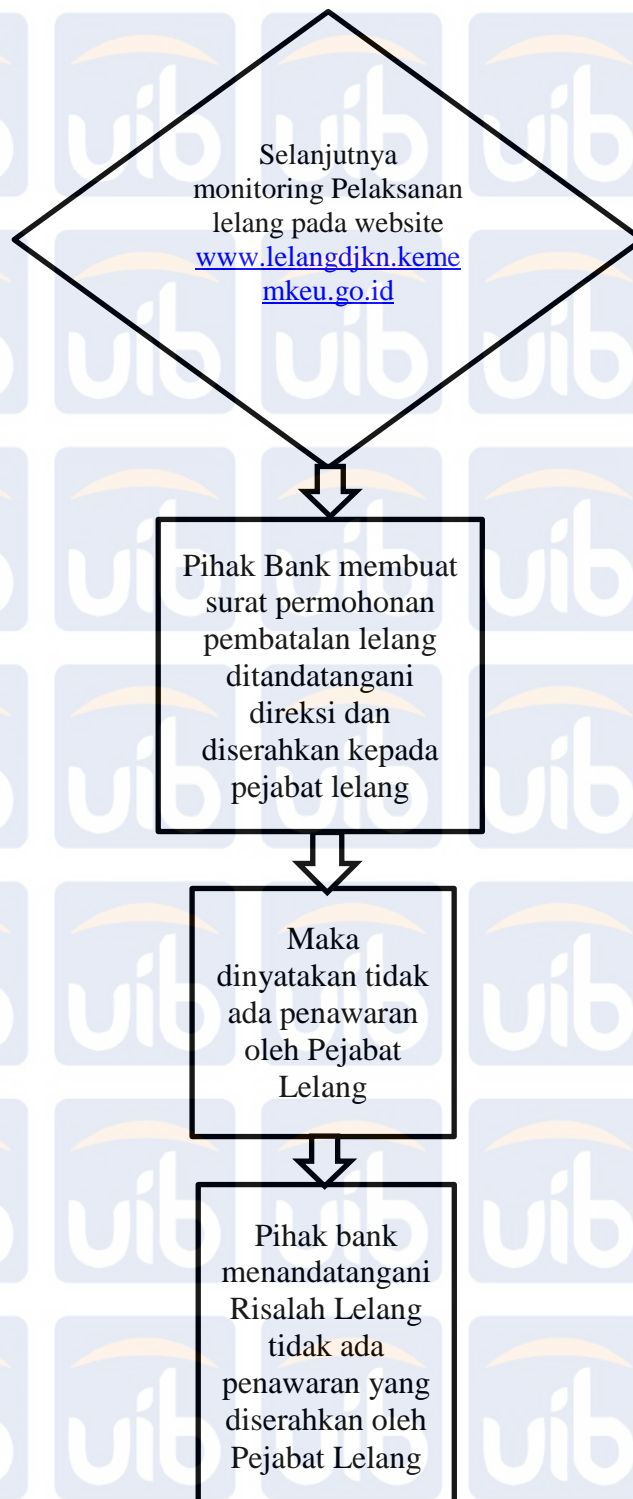 Selanjutnya
monitoring Pelaksanan
lelang pada website
www.lelangdjkn.keme
mkeu.go.id
Pihak Bank membuat
surat permohonan
pembatalan lelang
ditandatangani
direksi dan
diserahkan kepada
pejabat lelang
Maka
dinyatakan tidak
ada penawaran
oleh Pejabat
Lelang
Pihak bank
menandatangani
Risalah Lelang
tidak ada
penawaran yang
diserahkan oleh
Pejabat Lelang